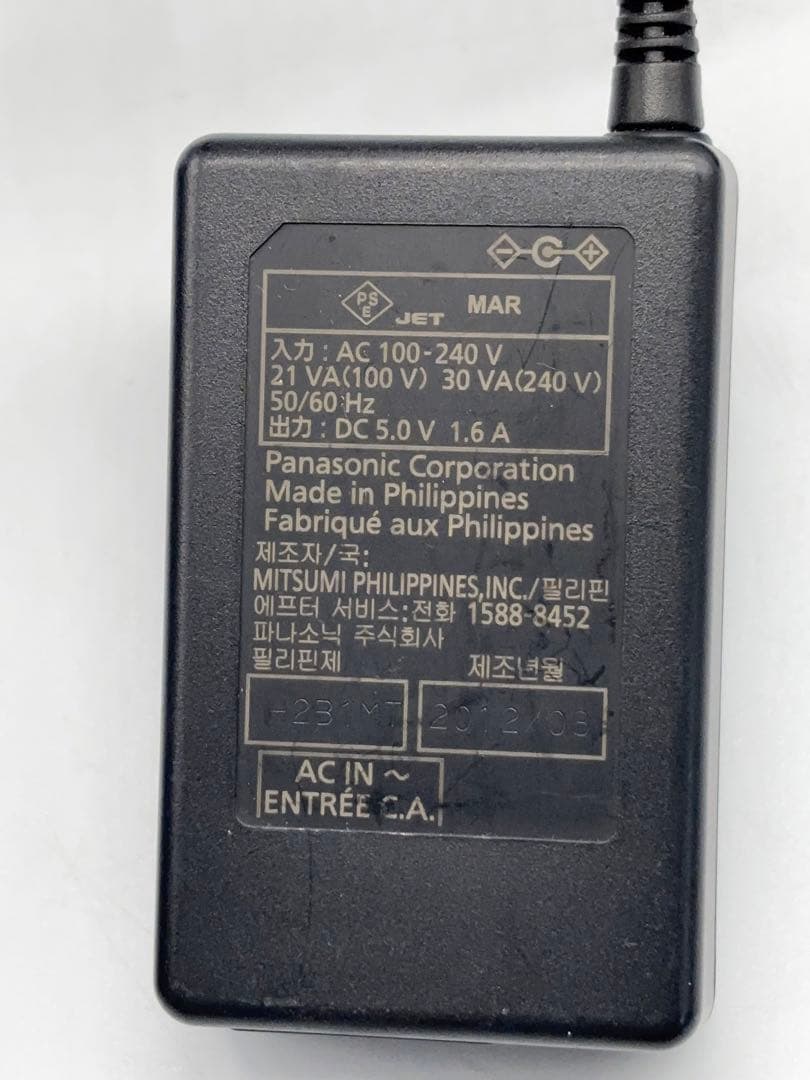 PS
E
JET MAR
入力 : AC 100-240 V
21 VA(100 V) 30 VA(240 V)
50/60 Hz
出力 : DC 5.0 V 1.6 A
Panasonic Corporation
Made in Philippines
Fabriqué aux Philippines
제조자/국:
MITSUMI PHILIPPINES,INC./필리핀
에프터 서비스:전화 1588-8452
파나소닉 주식회사
필리핀제 제조년월
-2B1MT 2012/03
AC IN ~
ENTRÉE C.A.